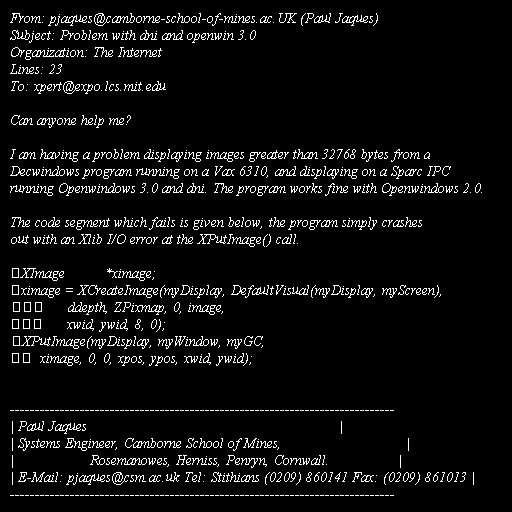 From: pjaques@camborne-school-of-mines.ac.UK (Paul Jaques)
Subject: Problem with dni and openwin 3.0
Organization: The Internet
Lines: 23
To: xpert@expo.lcs.mit.edu

Can anyone help me?

I am having a problem displaying images greater than 32768 bytes from a
Decwindows program running on a Vax 6310, and displaying on a Sparc IPC
running Openwindows 3.0 and dni. The program works fine with Openwindows 2.0.

The code segment which fails is given below, the program simply crashes
out with an Xlib I/O error at the XPutImage() call.

□XImage *ximage;
□ximage = XCreateImage(myDisplay, DefaultVisual(myDisplay, myScreen),
□□□ ddepth, ZPixmap, 0, image,
□□□ xwid, ywid, 8, 0);
□XPutImage(myDisplay, myWindow, myGC,
□□ ximage, 0, 0, xpos, ypos, xwid, ywid);

-----------------------------------------------------------------------------
| Paul Jaques |
| Systems Engineer, Camborne School of Mines, |
| Rosemanowes, Herniss, Penryn, Cornwall. |
| E-Mail: pjaques@csm.ac.uk Tel: Stithians (0209) 860141 Fax: (0209) 861013 |
-----------------------------------------------------------------------------